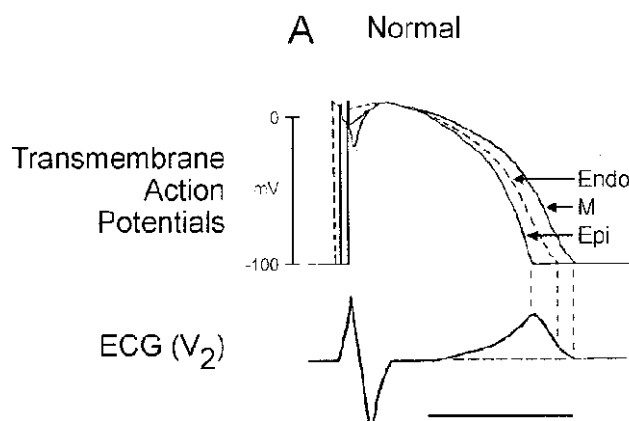 A Normal
0
Transmembrane
Action
Potentials
mV
-100
Endo
M
Epi
ECG (V2)